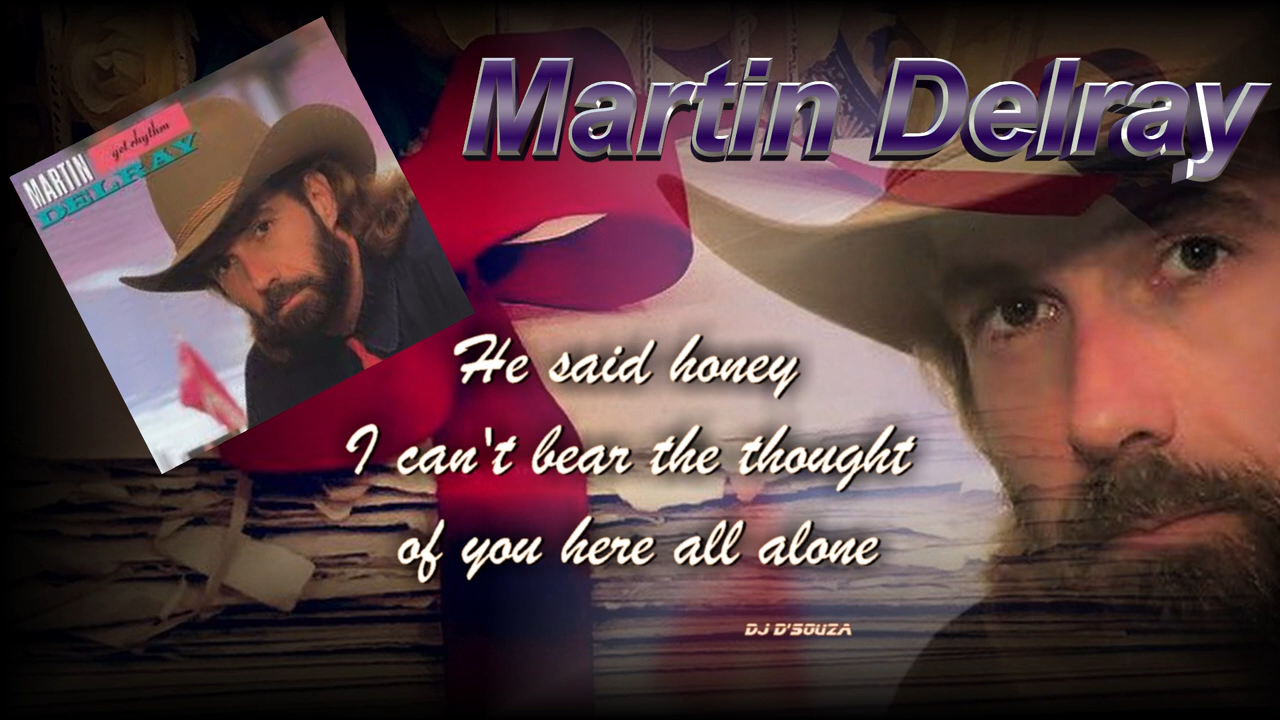 Martin Delray
get rhythm
MARTIN
DELRAY
He said honey
I can't bear the thought
of you here all alone
DJ D'SOUZA